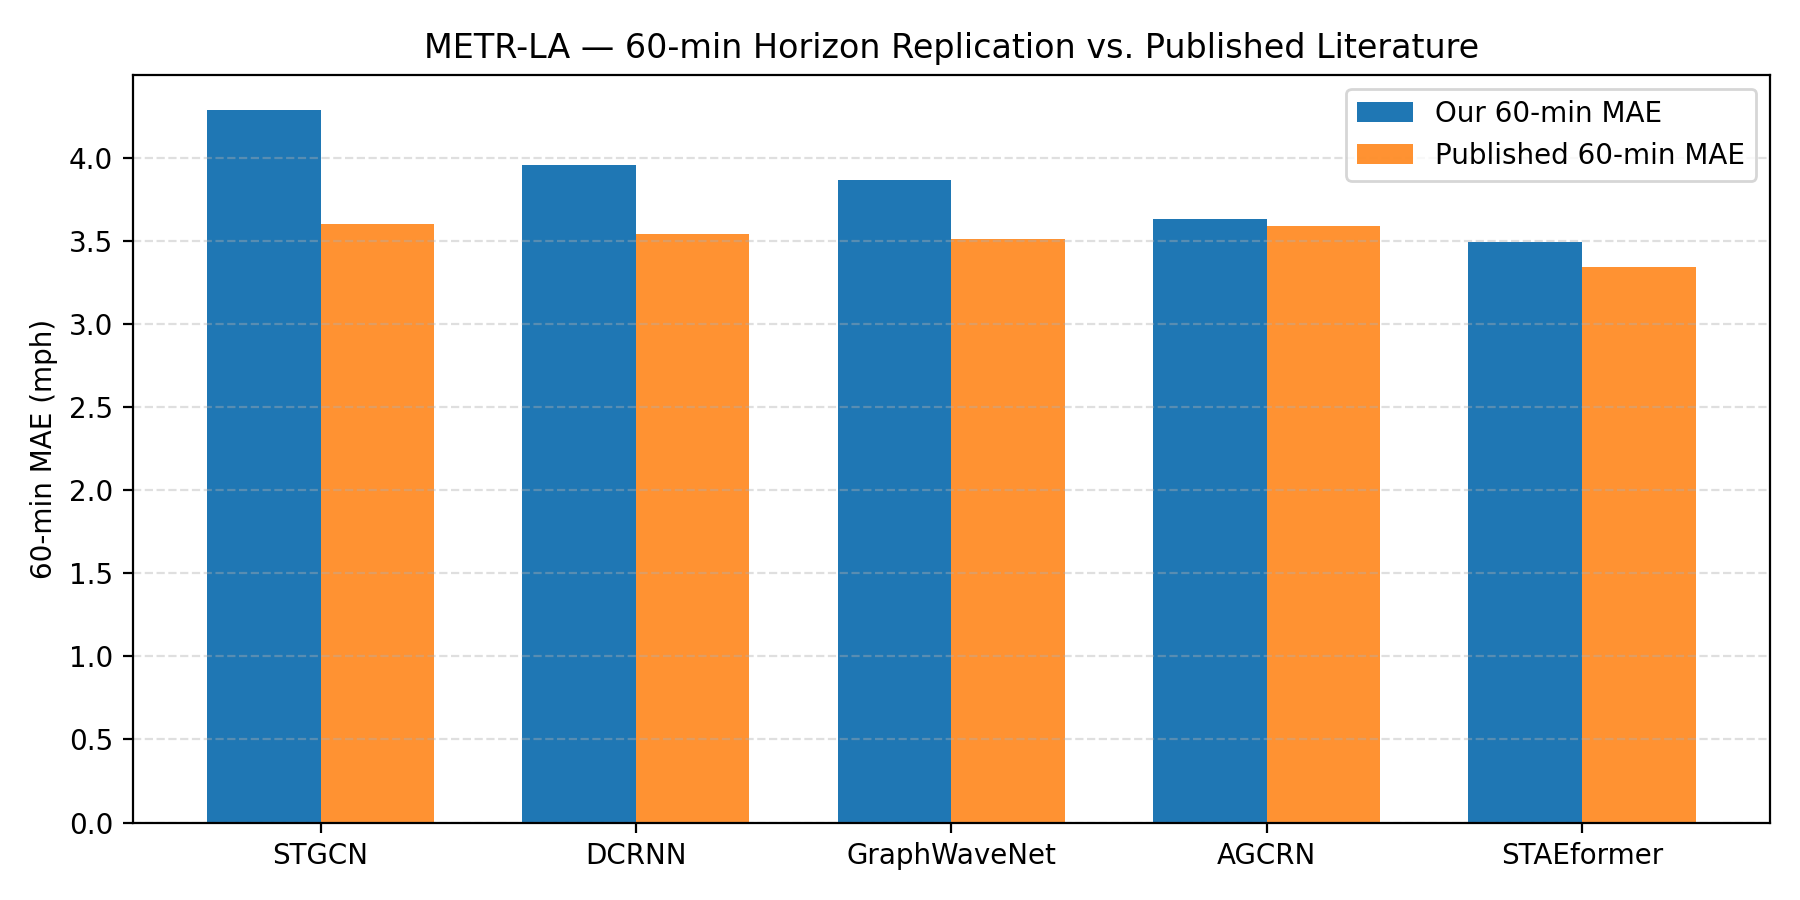 METR-LA — 60-min Horizon Replication vs. Published Literature
Our 60-min MAE
Published 60-min MAE
60-min MAE (mph)
4.0
3.5
3.0
2.5
2.0
1.5
1.0
0.5
0.0
STGCN
DCRNN
GraphWaveNet
AGCRN
STAEformer